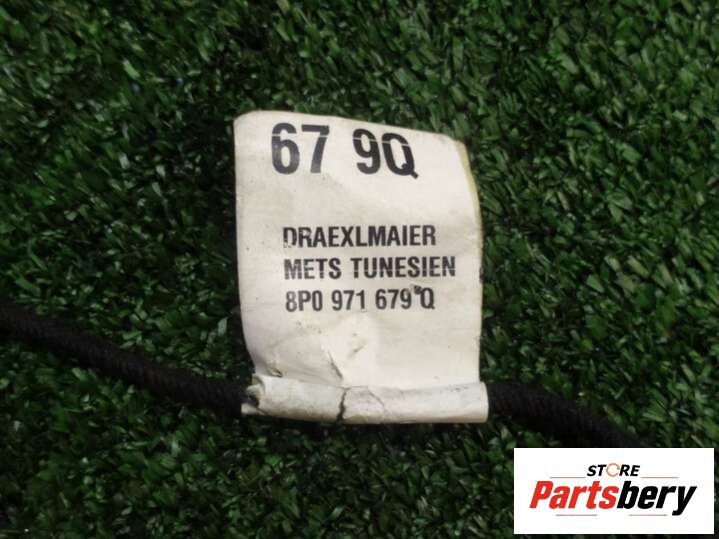 67 9Q
DRAEXLMAIER
METS TUNESIEN
8P0 971 679 Q
STORE
Partsbery